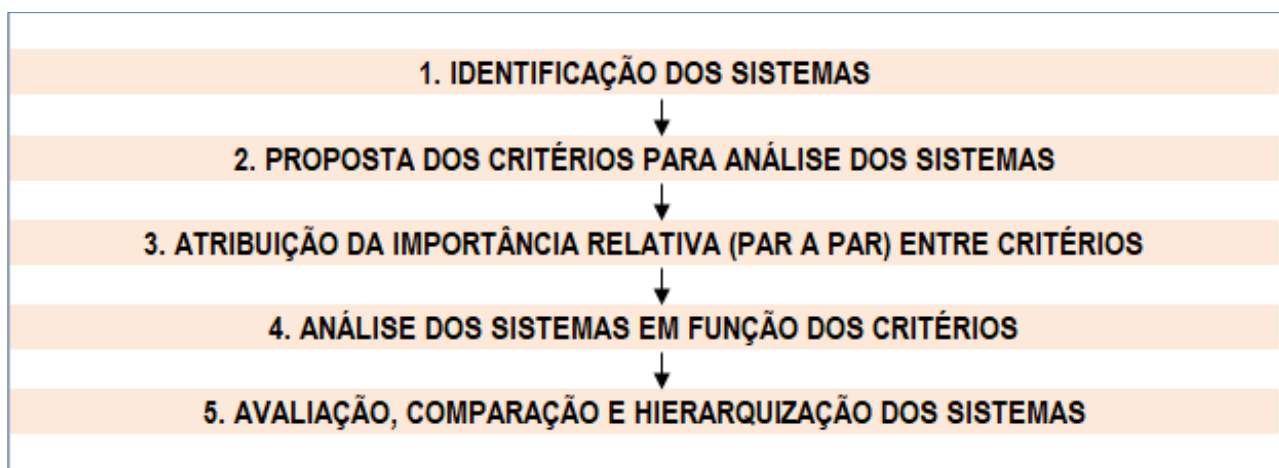 1. IDENTIFICAÇÃO DOS SISTEMAS
2. PROPOSTA DOS CRITÉRIOS PARA ANÁLISE DOS SISTEMAS
3. ATRIBUIÇÃO DA IMPORTÂNCIA RELATIVA (PAR A PAR) ENTRE CRITÉRIOS
4. ANÁLISE DOS SISTEMAS EM FUNÇÃO DOS CRITÉRIOS
5. AVALIAÇÃO, COMPARAÇÃO E HIERARQUIZAÇÃO DOS SISTEMAS